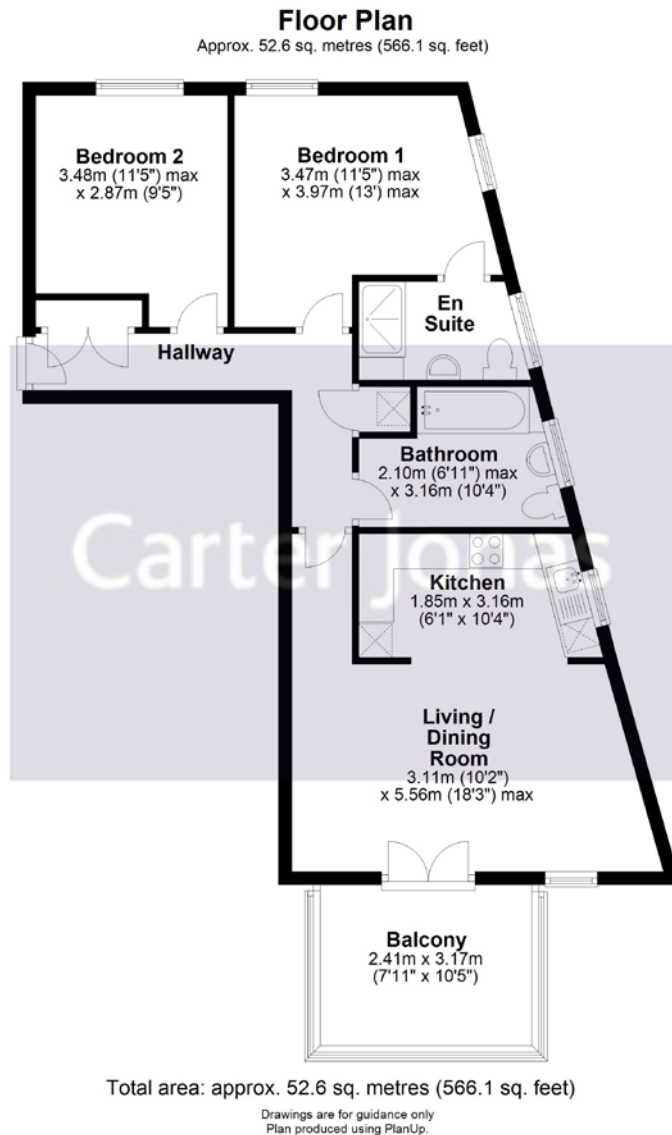 Floor Plan
Approx. 52.6 sq. metres (566.1 sq. feet)
Bedroom 2
3.48m (11'5") max
x 2.87m (9'5")
Bedroom 1
3.47m (11'5") max
x 3.97m (13') max
En
Suite
Hallway
Bathroom
2.10m (6'11") max
x 3.16m (10'4")
Carter Jonas
Kitchen
1.85m x 3.16m
(6'1" x 10'4")
Living /
Dining
Room
3.11m (10'2")
x 5.56m (18'3") max
Balcony
2.41m x 3.17m
(7'11" x 10'5")
Total area: approx. 52.6 sq. metres (566.1 sq. feet)
Drawings are for guidance only
Plan produced using PlanUp.